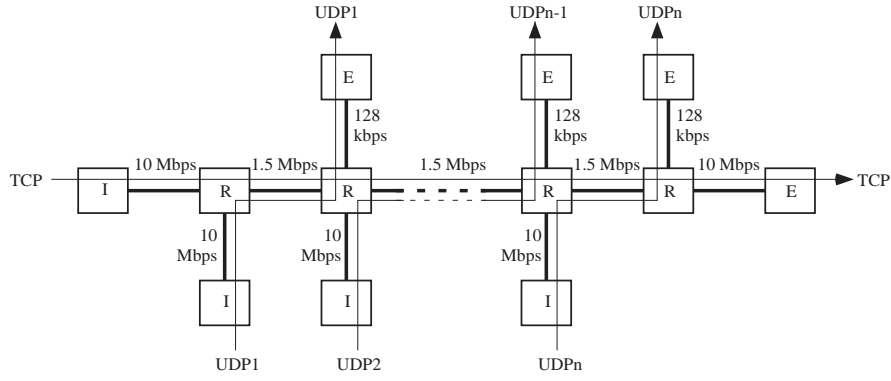 UDP1 UDPn-1 UDPn
E E E
128 kbps 128 kbps 128 kbps
10 Mbps 1.5 Mbps 1.5 Mbps 1.5 Mbps 10 Mbps
TCP I R R R R E TCP
10 Mbps 10 Mbps 10 Mbps
I I I
UDP1 UDP2 UDPn